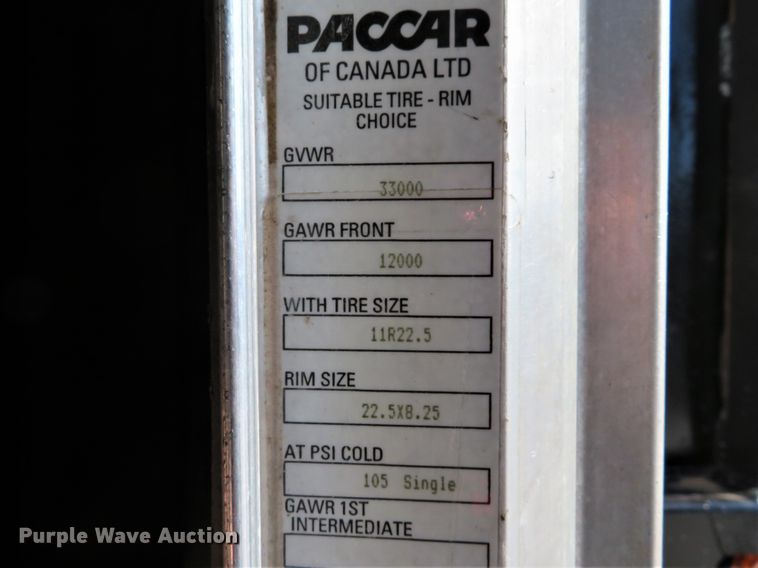 PACCAR
OF CANADA LTD
SUITABLE TIRE - RIM
CHOICE
GVWR
33000
GAWR FRONT
12000
WITH TIRE SIZE
11R22.5
RIM SIZE
22.5X8.25
AT PSI COLD
105 Single
GAWR 1ST
INTERMEDIATE
Purple Wave Auction